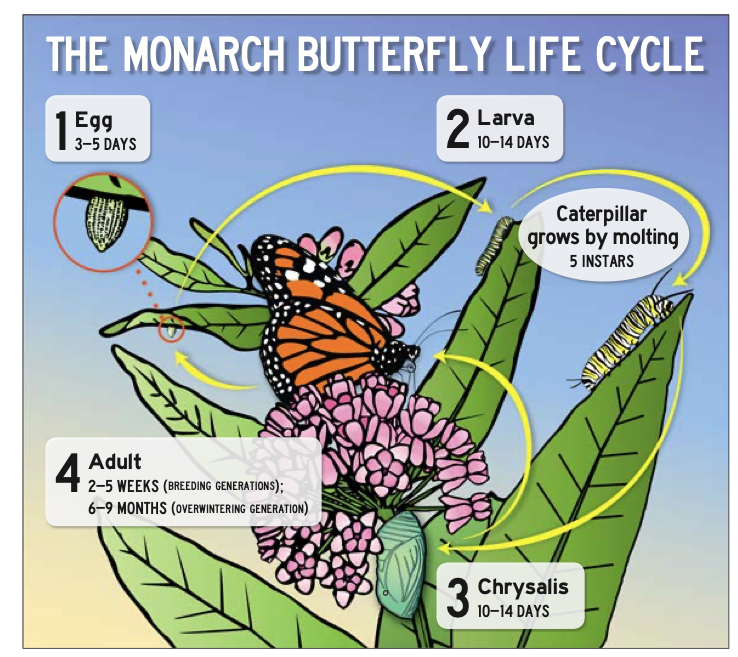 THE MONARCH BUTTERFLY LIFE CYCLE
1 Egg
3–5 DAYS
2 Larva
10–14 DAYS
Caterpillar
grows by molting
5 INSTARS
4 Adult
2–5 WEEKS (BREEDING GENERATIONS);
6–9 MONTHS (OVERWINTERING GENERATION)
3 Chrysalis
10–14 DAYS